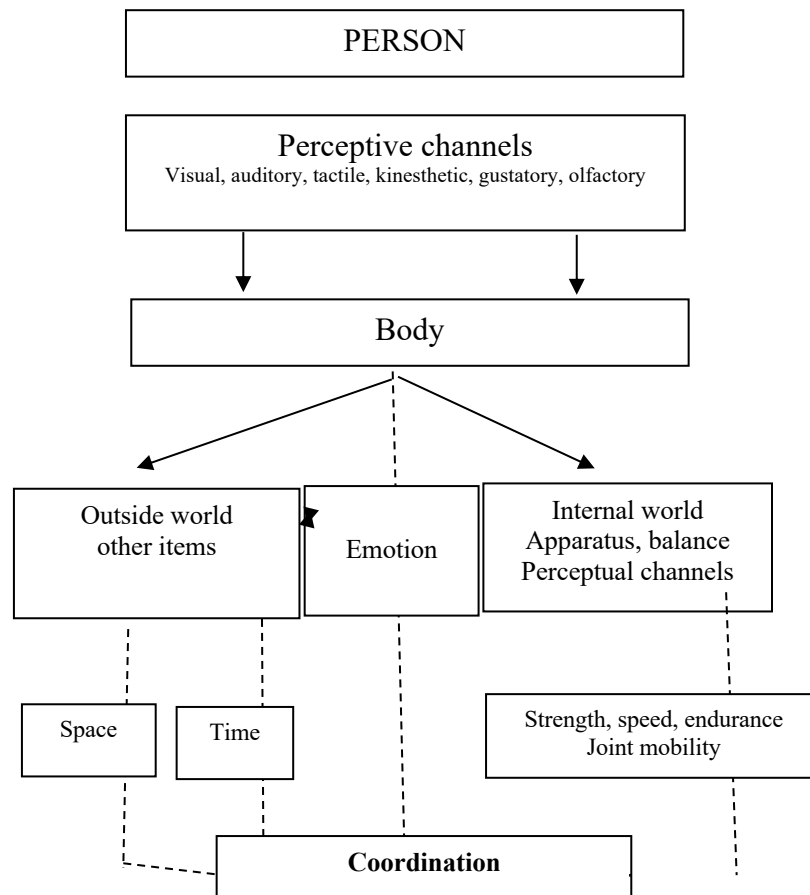 PERSON
Perceptive channels
Visual, auditory, tactile, kinesthetic, gustatory, olfactory
Body
Outside world
other items
Emotion
Internal world
Apparatus, balance
Perceptual channels
Space
Time
Strength, speed, endurance
Joint mobility
Coordination